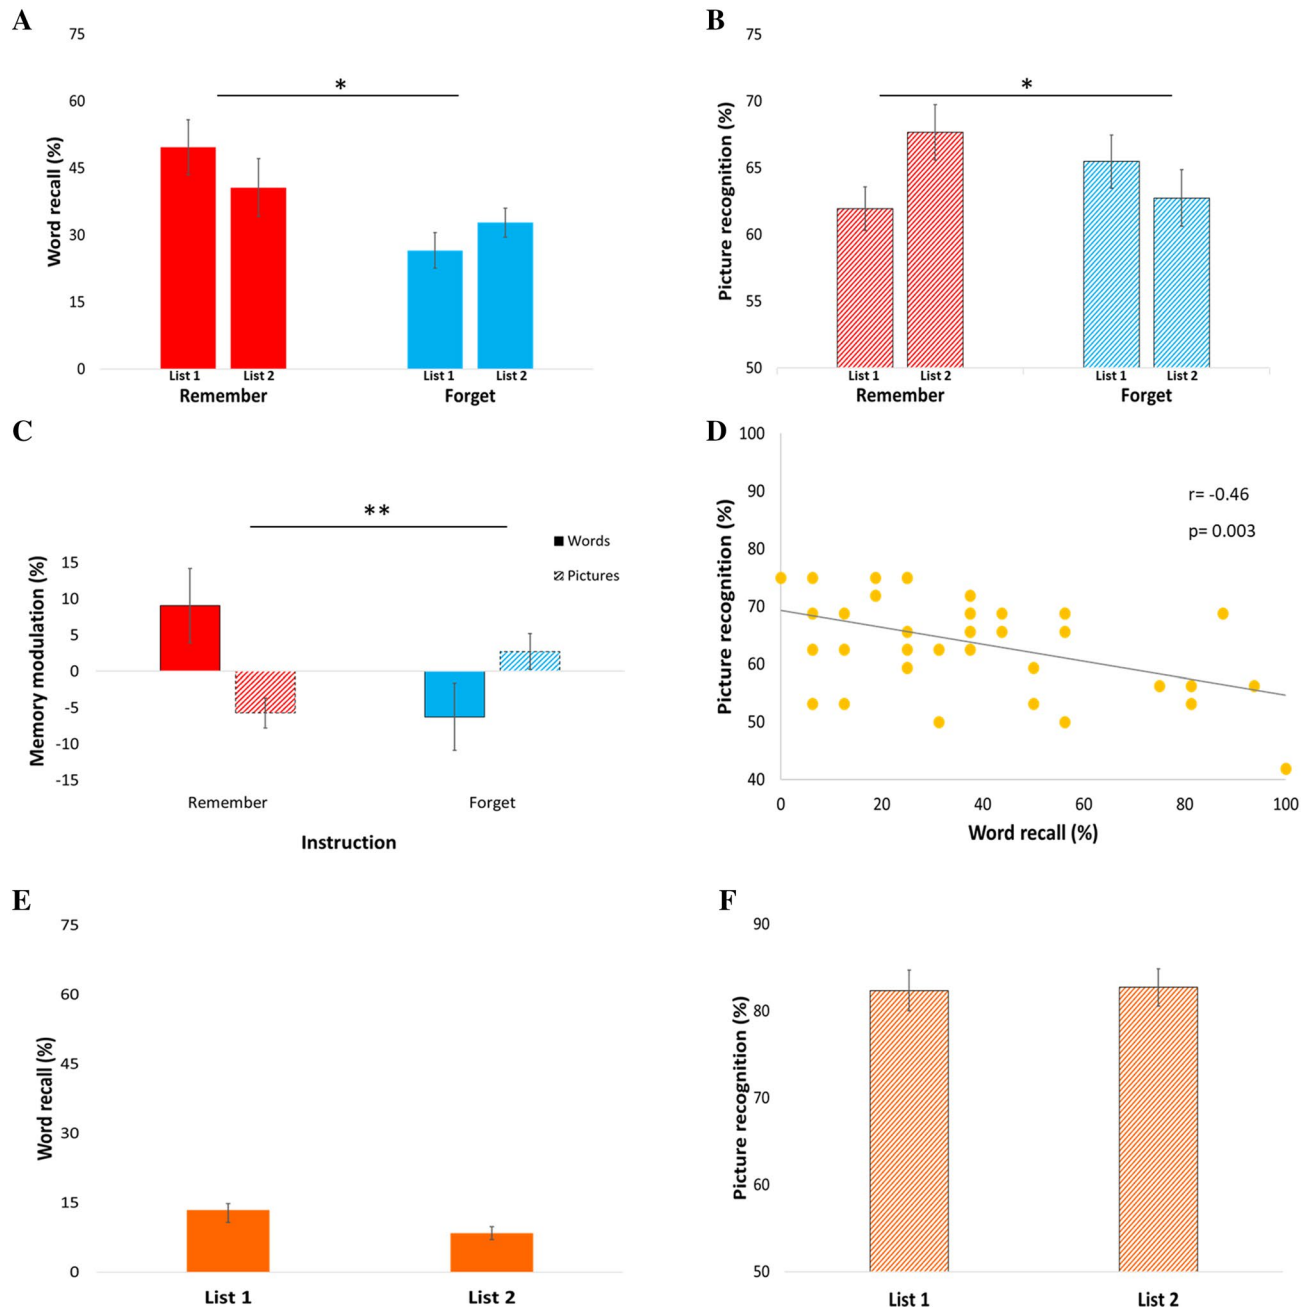 A
75
60
45
30
15
0
Word recall (%)
*
List 1 List 2 List 1 List 2
Remember Forget
B
75
70
65
60
55
50
Picture recognition (%)
*
List 1 List 2 List 1 List 2
Remember Forget
C
15
10
5
0
-5
-10
-15
Memory modulation (%)
**
Words
Pictures
Remember Forget
Instruction
D
100
90
80
70
60
50
40
Picture recognition (%)
r= -0.46
p= 0.003
0 20 40 60 80 100
Word recall (%)
E
75
60
45
30
15
0
Word recall (%)
List 1 List 2
F
90
80
70
60
50
Picture recognition (%)
List 1 List 2